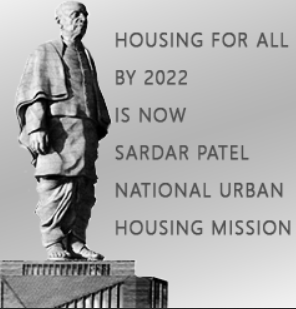 HOUSING FOR ALL
BY 2022
IS NOW
SARDAR PATEL
NATIONAL URBAN
HOUSING MISSION